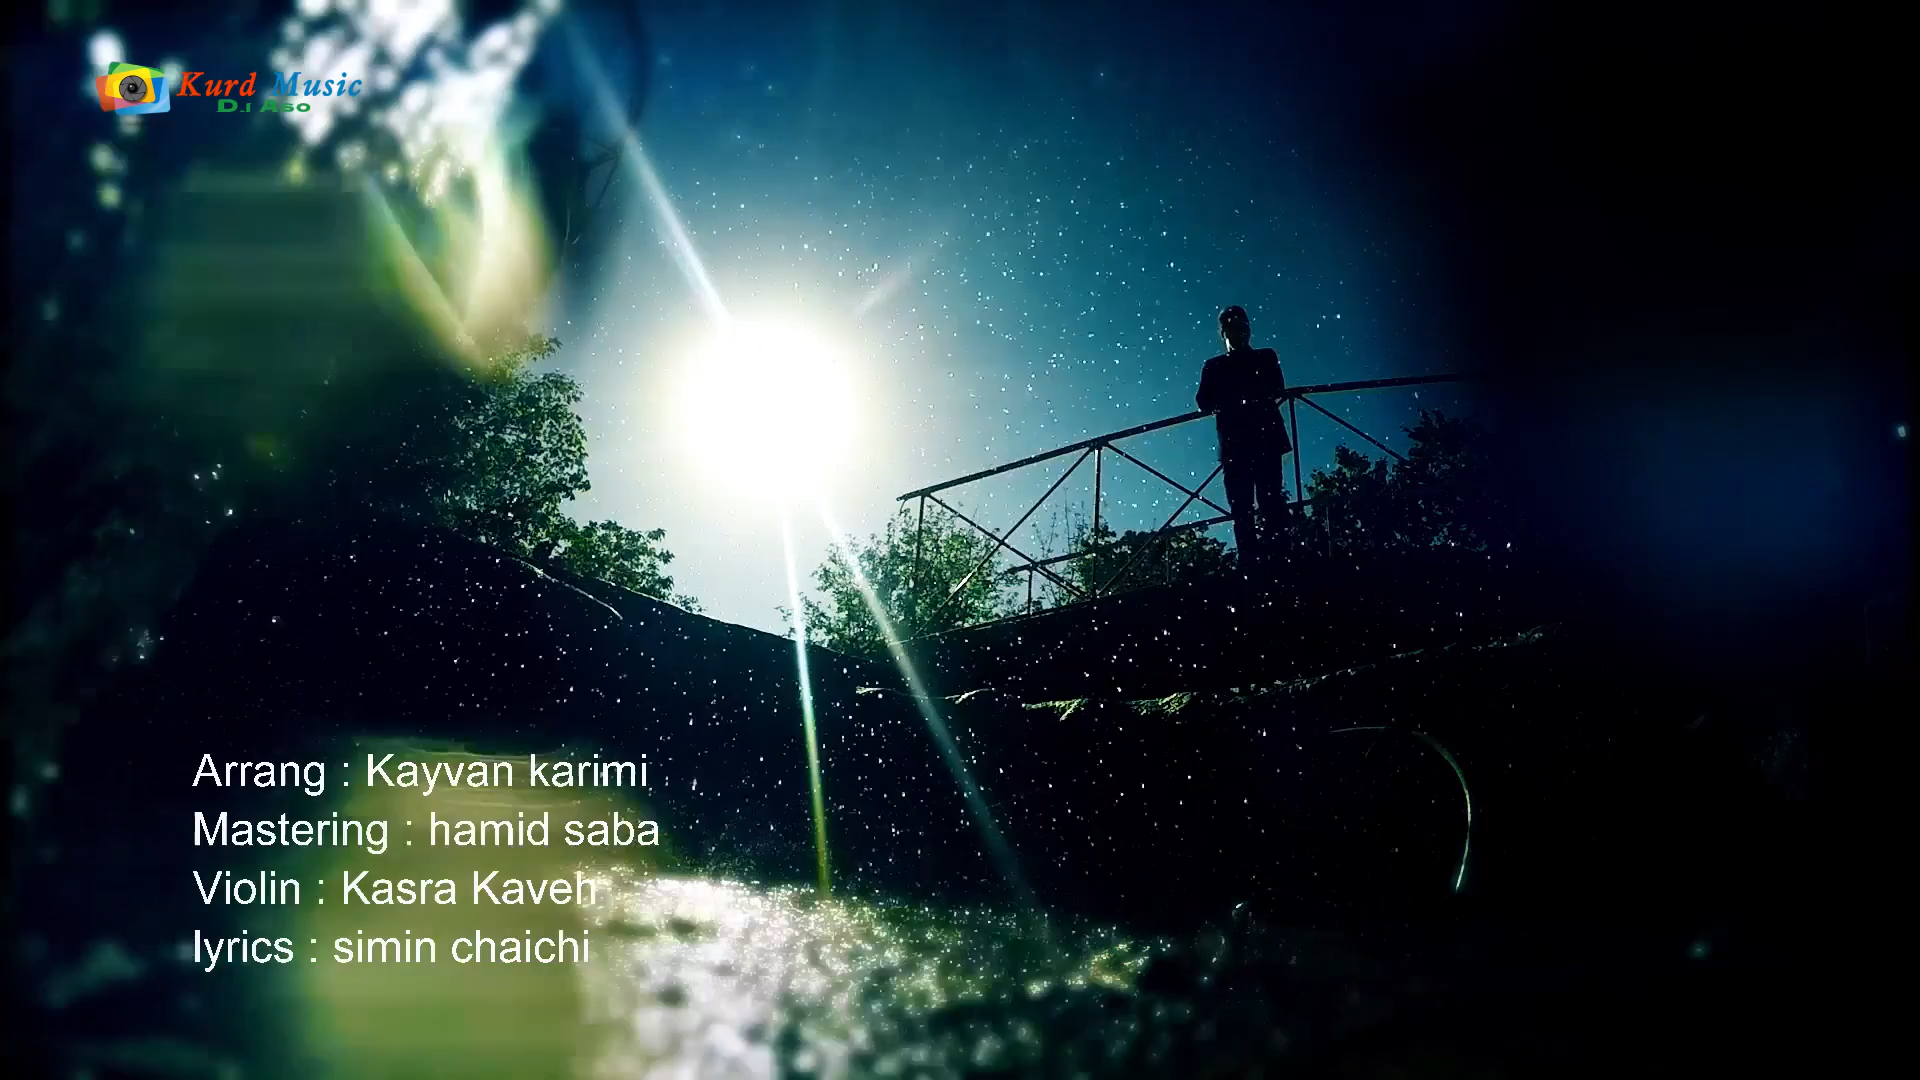 Kurd Music
D.i Aso
Arrang : Kayvan karimi
Mastering : hamid saba
Violin : Kasra Kaveh
lyrics : simin chaichi